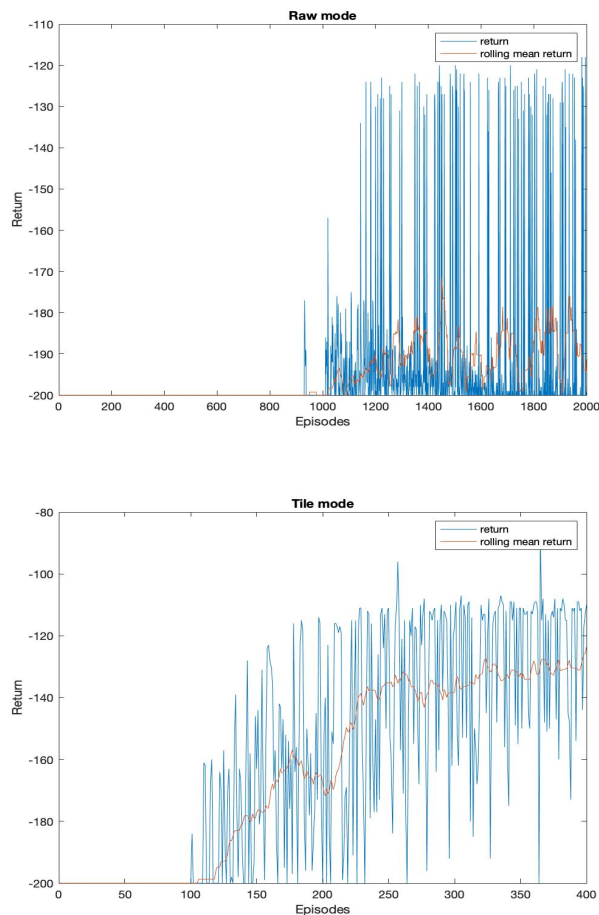 Raw mode
-110
-120
-130
-140
-150
-160
-170
-180
-190
-200
Return
return
rolling mean return
0 200 400 600 800 1000 1200 1400 1600 1800 2000
Episodes
Tile mode
-80
-100
-120
-140
-160
-180
-200
Return
return
rolling mean return
0 50 100 150 200 250 300 350 400
Episodes